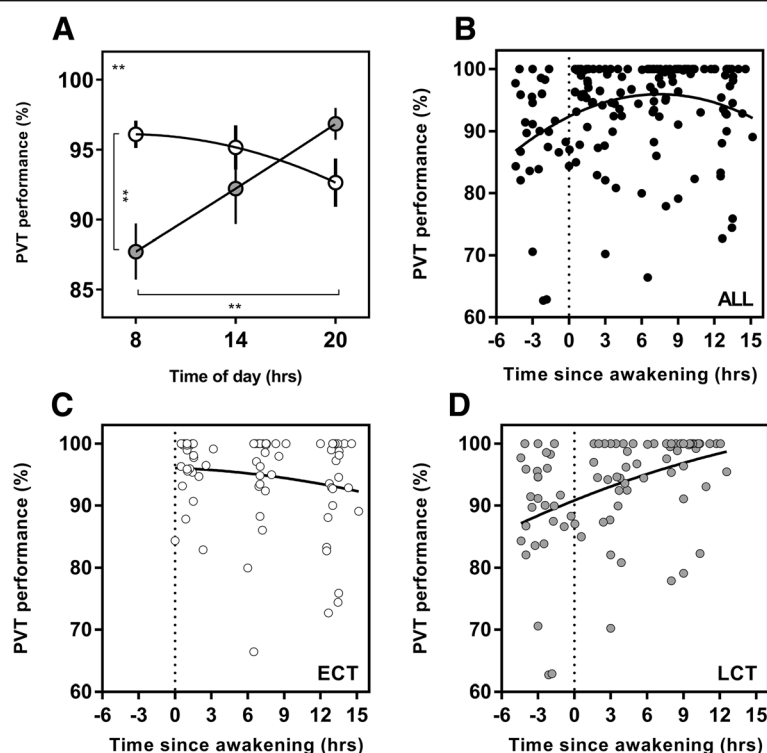 A
**
PVT performance (%)
100
95
90
85
**
**
8 14 20
Time of day (hrs)
B
PVT performance (%)
100
90
80
70
60
ALL
-6 -3 0 3 6 9 12 15
Time since awakening (hrs)
C
PVT performance (%)
100
90
80
70
60
ECT
-6 -3 0 3 6 9 12 15
Time since awakening (hrs)
D
PVT performance (%)
100
90
80
70
60
LCT
-6 -3 0 3 6 9 12 15
Time since awakening (hrs)